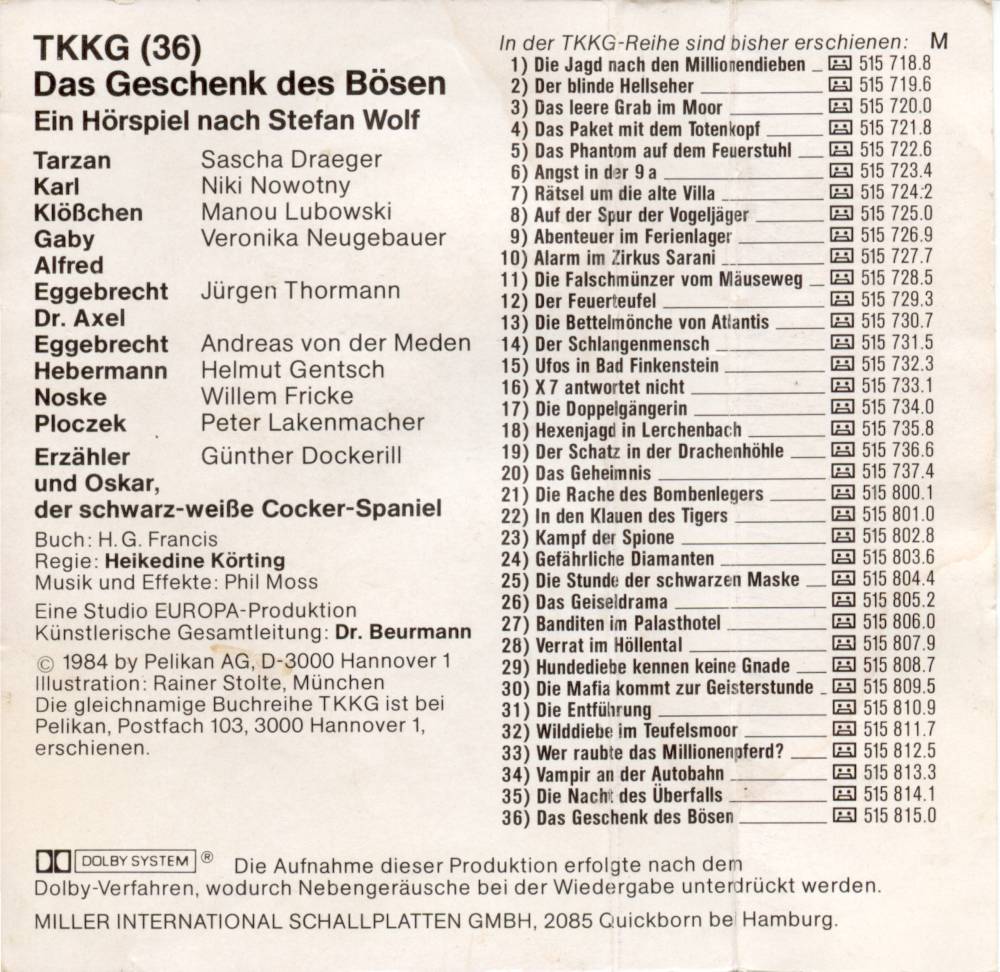 TKKG (36)
Das Geschenk des Bösen
Ein Hörspiel nach Stefan Wolf
Tarzan Sascha Draeger
Karl Niki Nowotny
Klößchen Manou Lubowski
Gaby Veronika Neugebauer
Alfred
Eggebrecht Jürgen Thormann
Dr. Axel
Eggebrecht Andreas von der Meden
Hebermann Helmut Gentsch
Noske Willem Fricke
Ploczek Peter Lakenmacher
Erzähler Günther Dockerill
und Oskar,
der schwarz-weiße Cocker-Spaniel
Buch: H. G. Francis
Regie: Heikedine Körting
Musik und Effekte: Phil Moss
Eine Studio EUROPA-Produktion
Künstlerische Gesamtleitung: Dr. Beurmann
© 1984 by Pelikan AG, D-3000 Hannover 1
Illustration: Rainer Stolte, München
Die gleichnamige Buchreihe TKKG ist bei
Pelikan, Postfach 103, 3000 Hannover 1,
erschienen.
In der TKKG-Reihe sind bisher erschienen: M
1) Die Jagd nach den Millionendieben 515 718.8
2) Der blinde Hellseher 515 719.6
3) Das leere Grab im Moor 515 720.0
4) Das Paket mit dem Totenkopf 515 721.8
5) Das Phantom auf dem Feuerstuhl 515 722.6
6) Angst in der 9 a 515 723.4
7) Rätsel um die alte Villa 515 724.2
8) Auf der Spur der Vogeljäger 515 725.0
9) Abenteuer im Ferienlager 515 726.9
10) Alarm im Zirkus Sarani 515 727.7
11) Die Falschmünzer vom Mäuseweg 515 728.5
12) Der Feuerteufel 515 729.3
13) Die Bettelmönche von Atlantis 515 730.7
14) Der Schlangenmensch 515 731.5
15) Ufos in Bad Finkenstein 515 732.3
16) X 7 antwortet nicht 515 733.1
17) Die Doppelgängerin 515 734.0
18) Hexenjagd in Lerchenbach 515 735.8
19) Der Schatz in der Drachenhöhle 515 736.6
20) Das Geheimnis 515 737.4
21) Die Rache des Bombenlegers 515 800.1
22) In den Klauen des Tigers 515 801.0
23) Kampf der Spione 515 802.8
24) Gefährliche Diamanten 515 803.6
25) Die Stunde der schwarzen Maske 515 804.4
26) Das Geiseldrama 515 805.2
27) Banditen im Palasthotel 515 806.0
28) Verrat im Höllental 515 807.9
29) Hundediebe kennen keine Gnade 515 808.7
30) Die Mafia kommt zur Geisterstunde 515 809.5
31) Die Entführung 515 810.9
32) Wilddiebe im Teufelsmoor 515 811.7
33) Wer raubte das Millionenpferd? 515 812.5
34) Vampir an der Autobahn 515 813.3
35) Die Nacht des Überfalls 515 814.1
36) Das Geschenk des Bösen 515 815.0
DOLBY SYSTEM ® Die Aufnahme dieser Produktion erfolgte nach dem
Dolby-Verfahren, wodurch Nebengeräusche bei der Wiedergabe unterdrückt werden.
MILLER INTERNATIONAL SCHALLPLATTEN GMBH, 2085 Quickborn bei Hamburg.